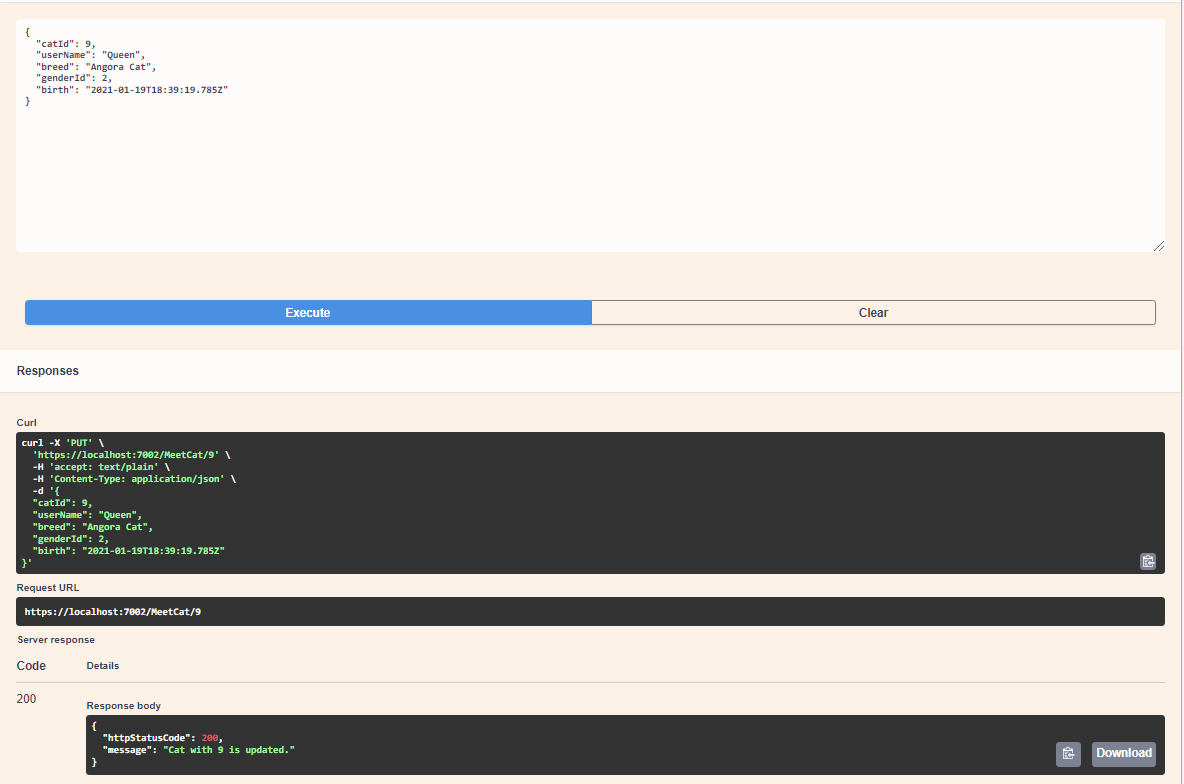 {
  "catId": 9,
  "userName": "Queen",
  "breed": "Angora Cat",
  "genderId": 2,
  "birth": "2021-01-19T18:39:19.785Z"
}
Execute
Clear
Responses
Curl
curl -X 'PUT' \
  'https://localhost:7002/MeetCat/9' \
  -H 'accept: text/plain' \
  -H 'Content-Type: application/json' \
  -d '{
  "catId": 9,
  "userName": "Queen",
  "breed": "Angora Cat",
  "genderId": 2,
  "birth": "2021-01-19T18:39:19.785Z"
}'
Request URL
https://localhost:7002/MeetCat/9
Server response
Code Details
200
Response body
{
  "httpStatusCode": 200,
  "message": "Cat with 9 is updated."
}
Download